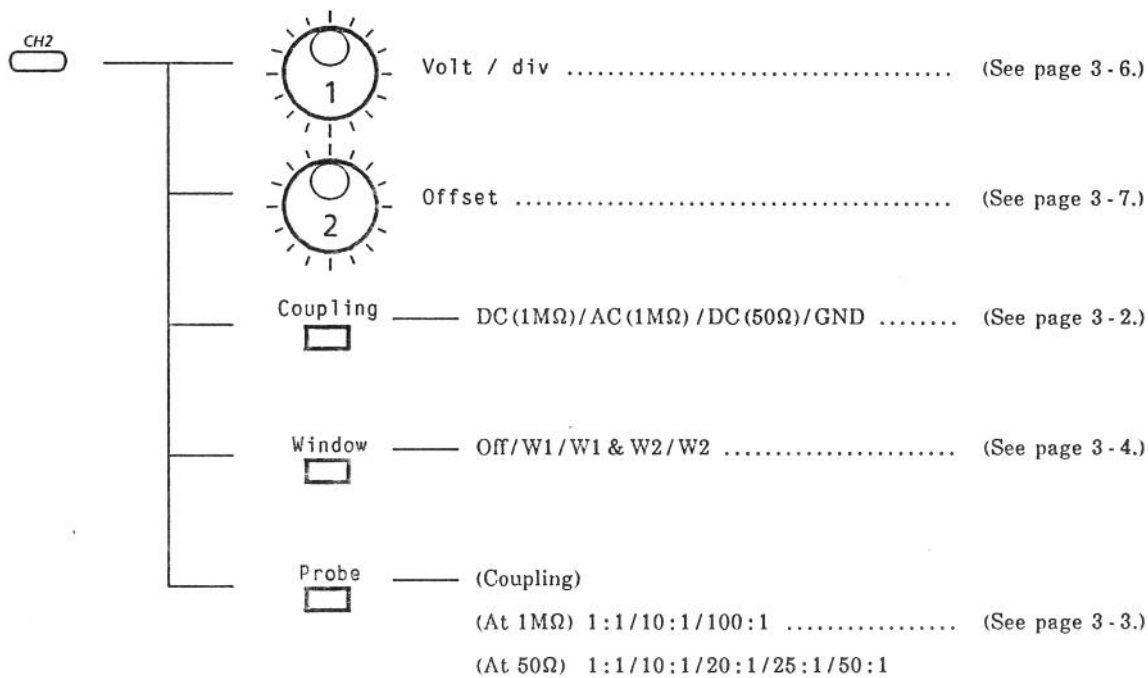 CH2
1 Volt / div ..................................... (See page 3-6.)
2 Offset .......................................... (See page 3-7.)
Coupling DC(1MΩ)/AC(1MΩ)/DC(50Ω)/GND ........ (See page 3-2.)
Window Off/W1/W1 & W2/W2 ....................... (See page 3-4.)
Probe (Coupling)
(At 1MΩ) 1:1/10:1/100:1 ................. (See page 3-3.)
(At 50Ω) 1:1/10:1/20:1/25:1/50:1